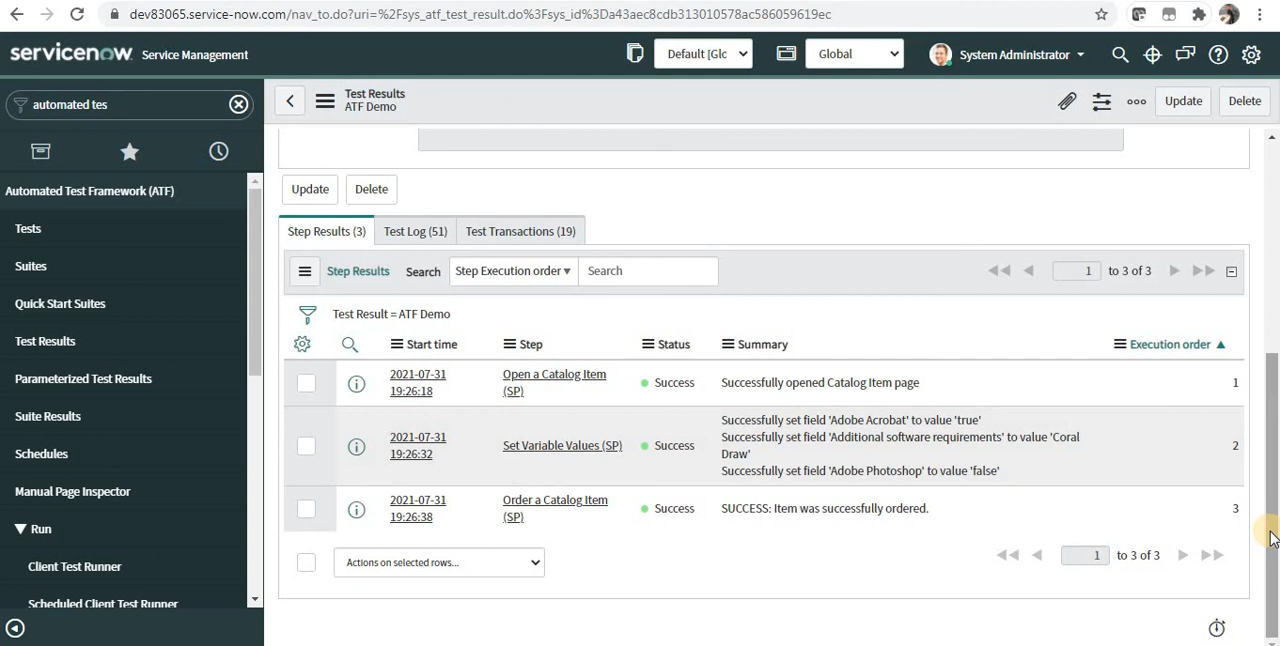 dev83065.service-now.com/nav_to.do?uri=%2Fsys_atf_test_result.do%3Fsys_id%3Da43aec8cdb313010578ac586059619ec
servicenow Service Management
Default [Glc
Global
System Administrator
automated tes
Test Results
ATF Demo
Update
Delete
Automated Test Framework (ATF)
Tests
Suites
Quick Start Suites
Test Results
Parameterized Test Results
Suite Results
Schedules
Manual Page Inspector
Run
Client Test Runner
Scheduled Client Test Runner
Update
Delete
Step Results (3)
Test Log (51)
Test Transactions (19)
Step Results
Search
Step Execution order
Search
1 to 3 of 3
Test Result = ATF Demo
Start time
Step
Status
Summary
Execution order
2021-07-31
19:26:18
Open a Catalog Item
(SP)
Success
Successfully opened Catalog Item page
1
2021-07-31
19:26:32
Set Variable Values (SP)
Success
Successfully set field 'Adobe Acrobat' to value 'true'
Successfully set field 'Additional software requirements' to value 'Coral
Draw'
Successfully set field 'Adobe Photoshop' to value 'false'
2
2021-07-31
19:26:38
Order a Catalog Item
(SP)
Success
SUCCESS: Item was successfully ordered.
3
Actions on selected rows...
1 to 3 of 3